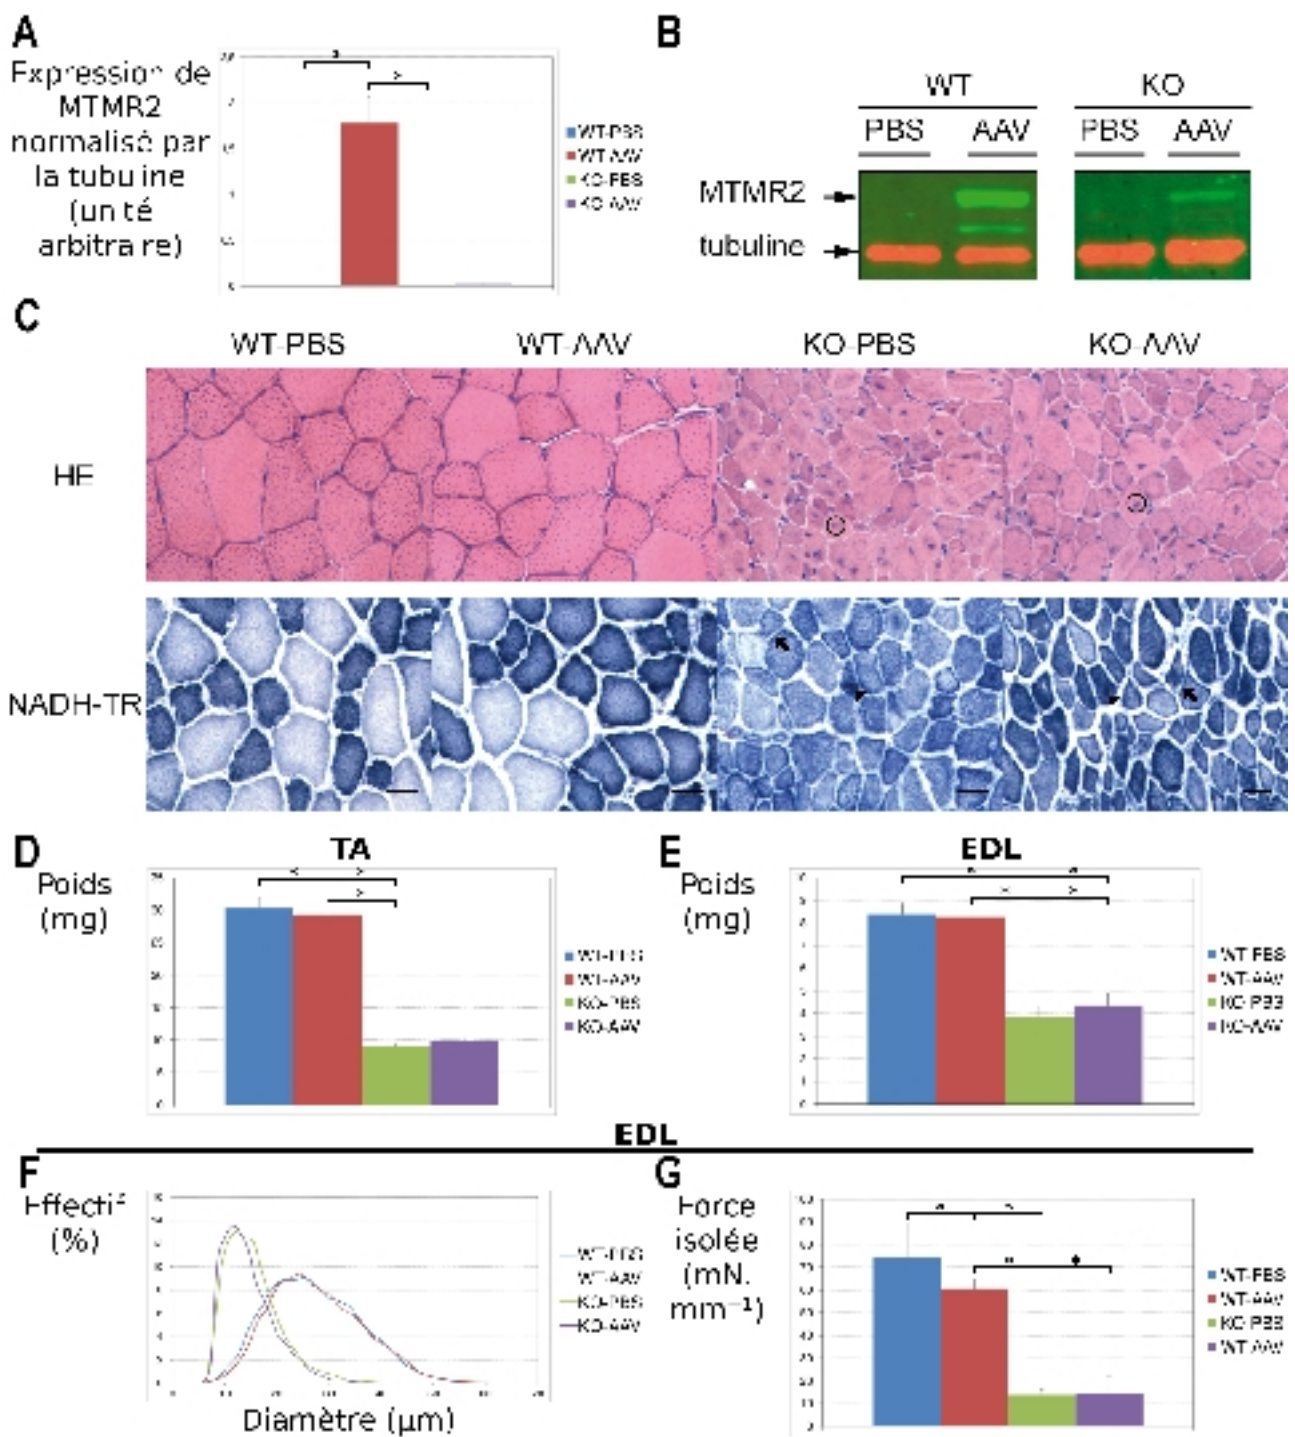 A
Expression de
MTMR2
normalisé par
la tubuline
(unité
arbitraire)
WT-PBS
WT-AAV
KO-PBS
KO-AAV
B
WT
KO
PBS
AAV
PBS
AAV
MTMR2
tubuline
C
WT-PBS
WT-AAV
KO-PBS
KO-AAV
HE
NADH-TR
D
TA
Poids
(mg)
WT-PBS
WT-AAV
KO-PBS
KO-AAV
E
EDL
Poids
(mg)
WT-PBS
WT-AAV
KO-PBS
KO-AAV
EDL
F
Effectif
(%)
WT-PBS
WT-AAV
KO-PBS
KO-AAV
Diamètre (µm)
G
Force
isolée
(mN.
mm⁻¹)
WT-PBS
WT-AAV
KO-PBS
WT-AAV